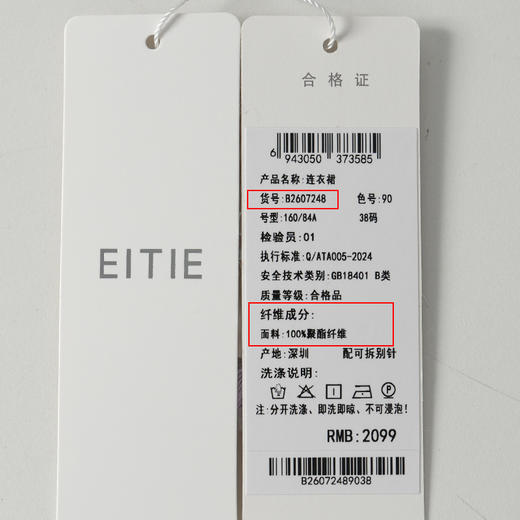 EITIE
合格证
6 943050 373585
产品名称:连衣裙
货号:B2607248 色号:90
号型:160/84A 38码
检验员:01
执行标准:Q/ATA005-2024
安全技术类别:GB18401 B类
质量等级:合格品
纤维成分:
面料:100%聚酯纤维
产地:深圳 配可拆别针
洗涤说明:
注:分开洗涤、即洗即晾、不可浸泡!
RMB:2099
B26072489038